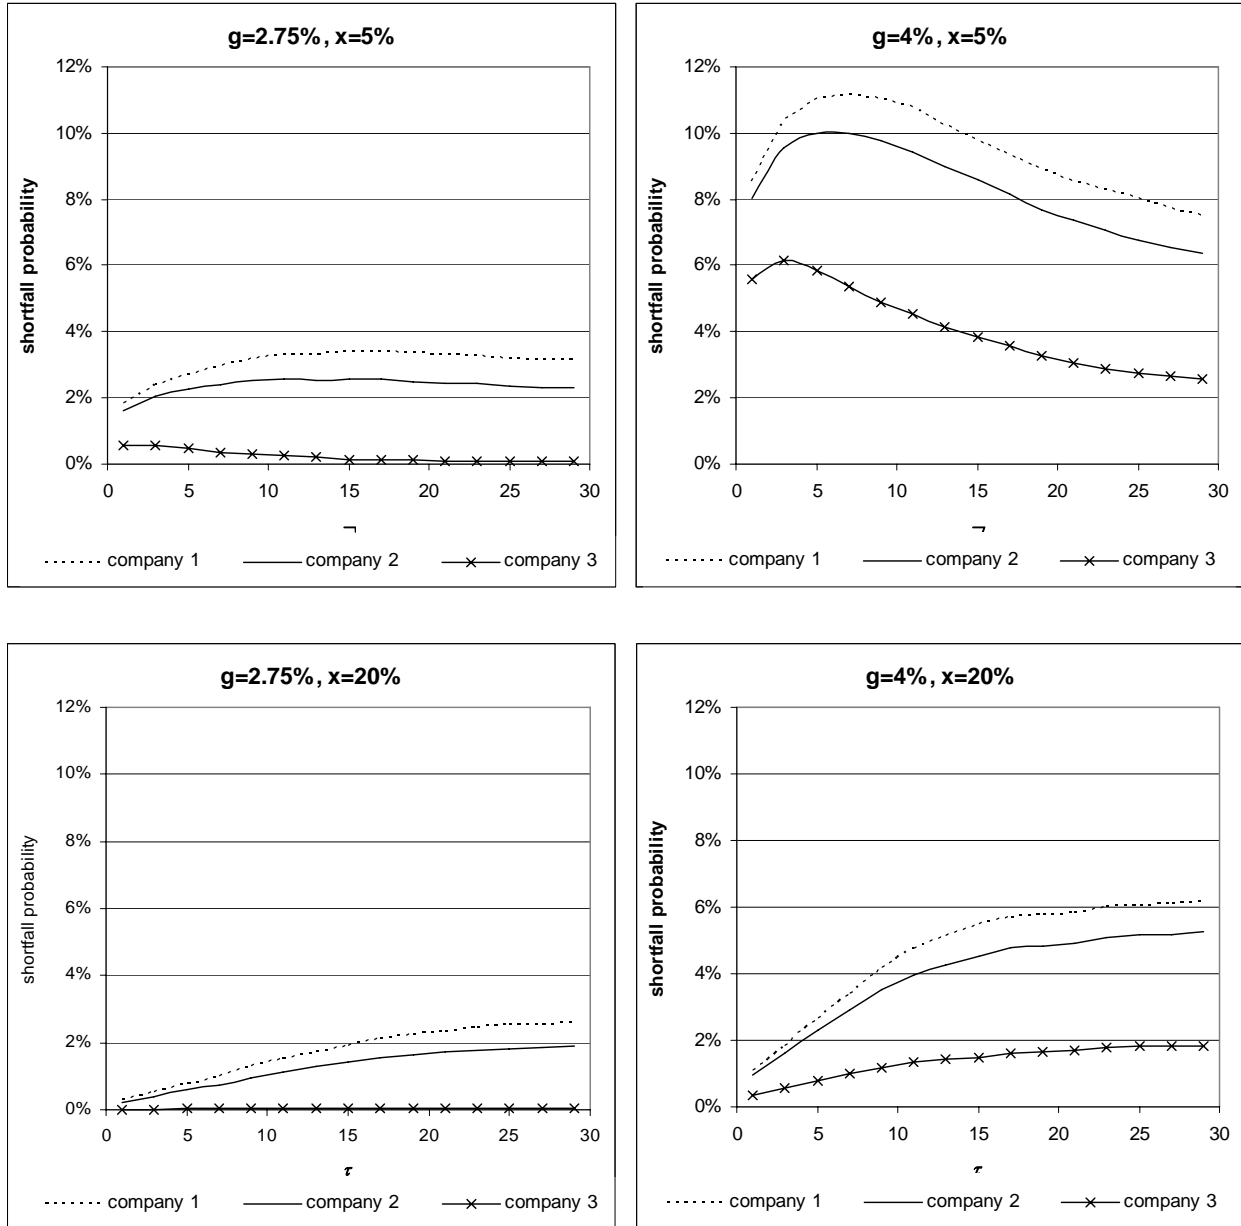 g=2.75%, x=5%
12%
10%
8%
6%
4%
2%
0%
shortfall probability
0 5 10 15 20 25 30
company 1 company 2 company 3
g=4%, x=5%
12%
10%
8%
6%
4%
2%
0%
shortfall probability
0 5 10 15 20 25 30
company 1 company 2 company 3
g=2.75%, x=20%
12%
10%
8%
6%
4%
2%
0%
shortfall probability
0 5 10 15 20 25 30
τ
company 1 company 2 company 3
g=4%, x=20%
12%
10%
8%
6%
4%
2%
0%
shortfall probability
0 5 10 15 20 25 30
τ
company 1 company 2 company 3